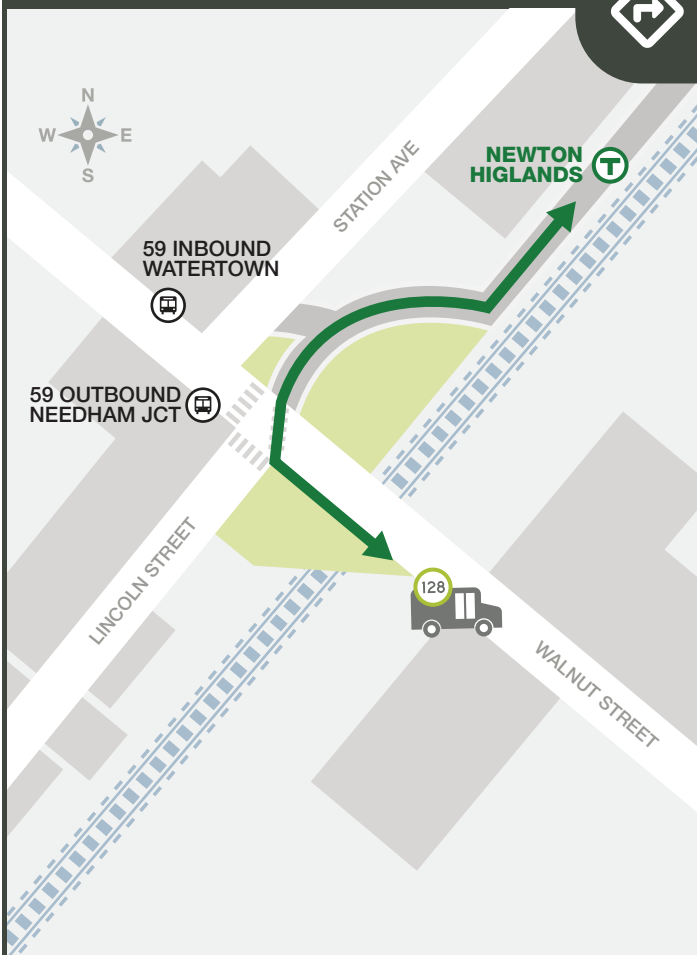 N
W E
S
STATION AVE
NEWTON
HIGLANDS T
59 INBOUND
WATERTOWN
59 OUTBOUND
NEEDHAM JCT
LINCOLN STREET
128
WALNUT STREET